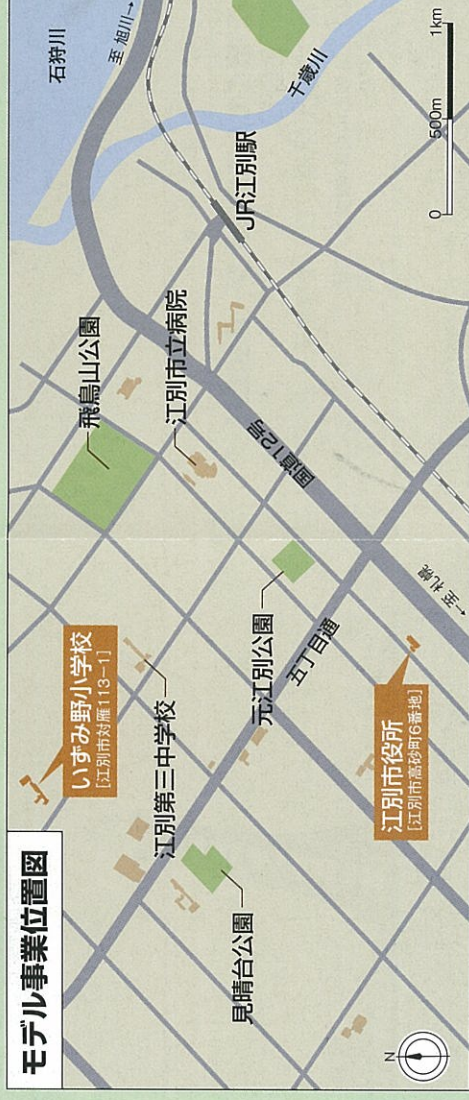 モデル事業位置図
いずみ野小学校
[江別市対雁113-1]
江別第三中学校
見晴台公園
飛鳥山公園
江別市立病院
元江別公園
五丁目通
国道12号
江別市役所
[江別市高砂町6番地]
←至 札幌
JR江別駅
石狩川
至 旭川→
千歳川
N
0 500m 1km